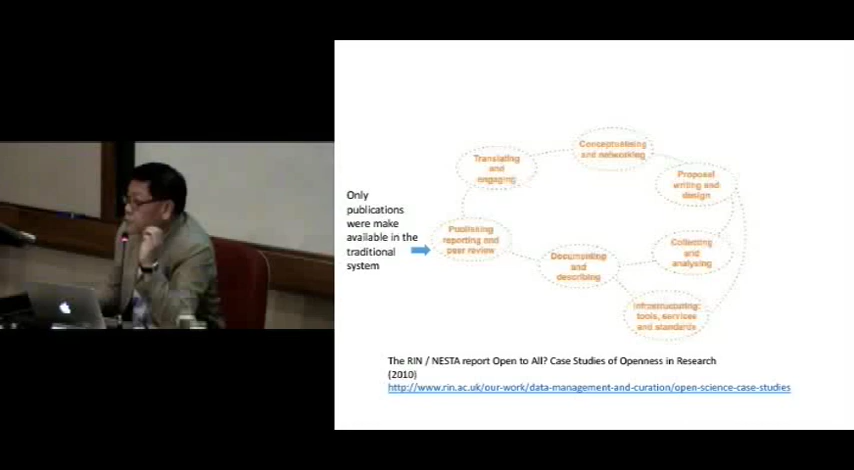 Only
publications
were make
available in the
traditional
system
Translating
and
engaging
Conceptualising
and networking
Proposal
writing and
design
Publishing
reporting and
peer review
Documenting
and
describing
Collecting
and
analysing
Infrastructuring:
tools, services
and standards
The RIN / NESTA report Open to All? Case Studies of Openness in Research
(2010)
http://www.rin.ac.uk/our-work/data-management-and-curation/open-science-case-studies